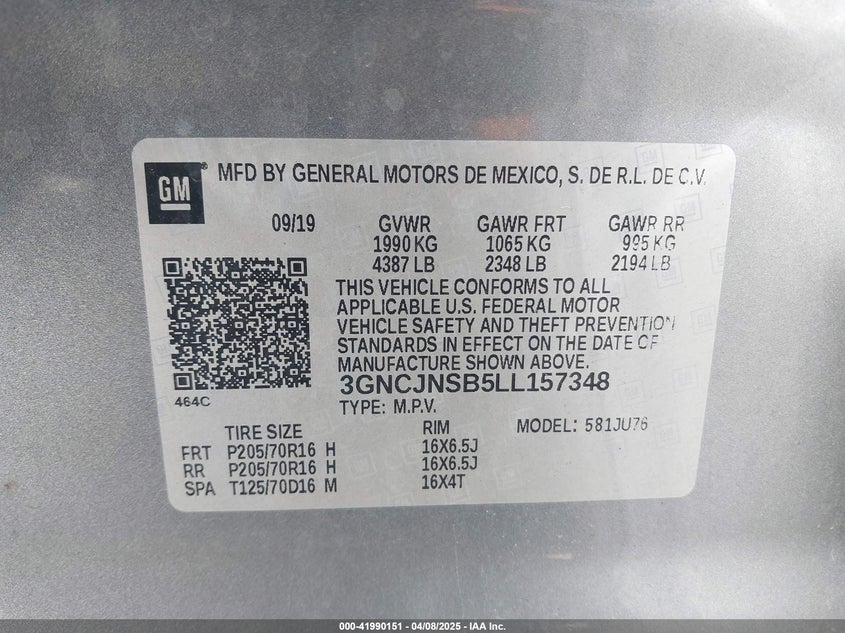 GM
® MFD BY GENERAL MOTORS DE MEXICO, S. DE R.L. DE C.V.
09/19 GVWR GAWR FRT GAWR RR
1990 KG 1065 KG 995 KG
4387 LB 2348 LB 2194 LB
THIS VEHICLE CONFORMS TO ALL
APPLICABLE U.S. FEDERAL MOTOR
VEHICLE SAFETY AND THEFT PREVENTION
STANDARDS IN EFFECT ON THE DATE OF
MANUFACTURE SHOWN ABOVE.
3GNCJNSB5LL157348
464C
TYPE: M.P.V. MODEL: 581JU76
TIRE SIZE RIM
FRT P205/70R16 H 16X6.5J
RR P205/70R16 H 16X6.5J
SPA T125/70D16 M 16X4T
000-41990151 | 04/08/2025 - IAA Inc.